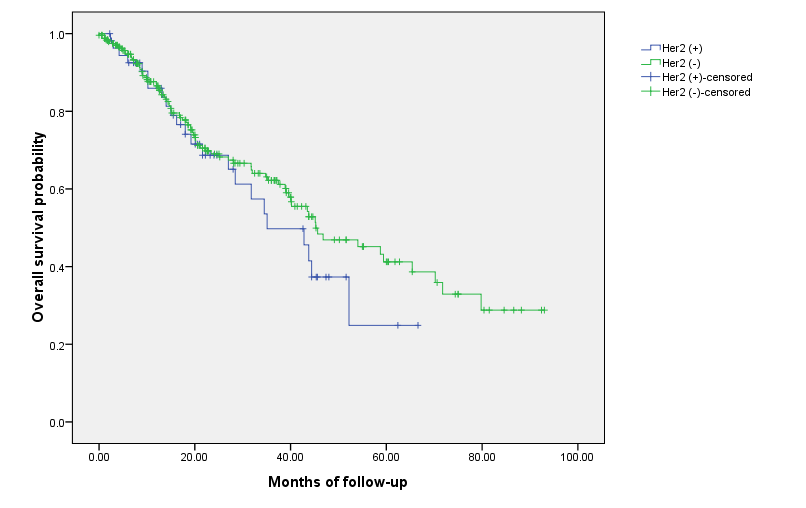 Overall survival probability
1.0
0.8
0.6
0.4
0.2
0.0
0.00 20.00 40.00 60.00 80.00 100.00
Months of follow-up
Her2 (+)
Her2 (-)
Her2 (+)-censored
Her2 (-)-censored